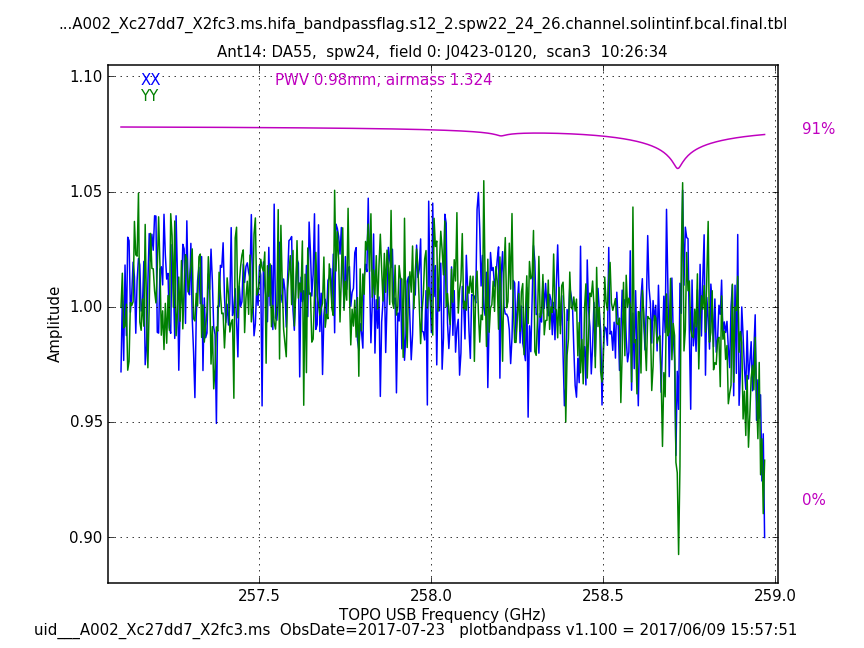 ...A002_Xc27dd7_X2fc3.ms.hifa_bandpassflag.s12_2.spw22_24_26.channel.solintinf.bcal.final.tbl
Ant14: DA55, spw24, field 0: J0423-0120, scan3 10:26:34
XX
YY
PWV 0.98mm, airmass 1.324
1.10
1.05
1.00
0.95
0.90
Amplitude
91%
0%
257.5
258.0
258.5
259.0
TOPO USB Frequency (GHz)
uid___A002_Xc27dd7_X2fc3.ms ObsDate=2017-07-23 plotbandpass v1.100 = 2017/06/09 15:57:51